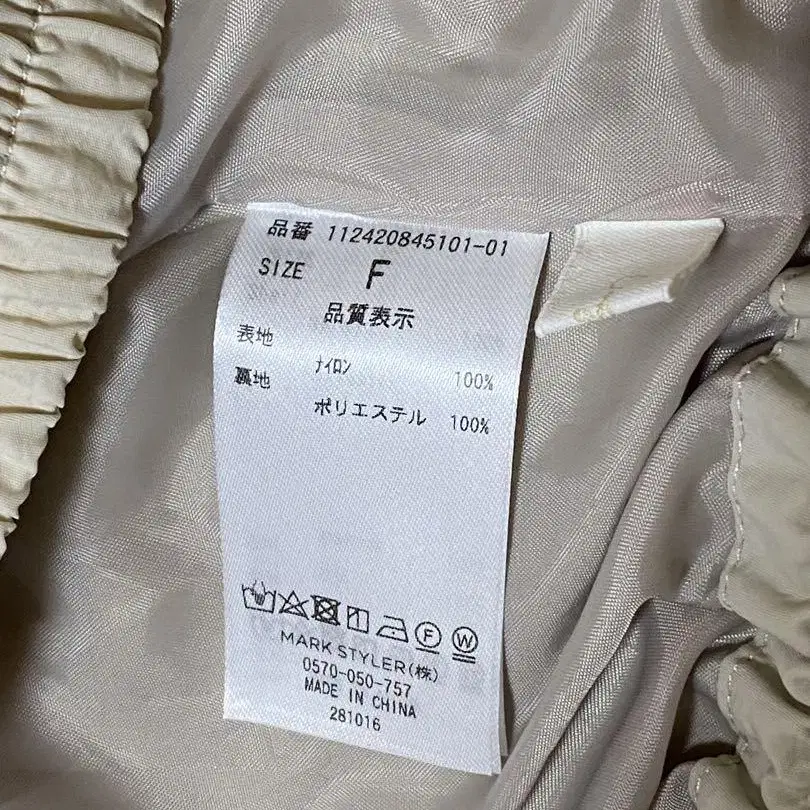 品番 112420845101-01
SIZE F
品質表示
表地
ナイロン 100%
裏地
ポリエステル 100%
MARK STYLER(株)
0570-050-757
MADE IN CHINA
281016